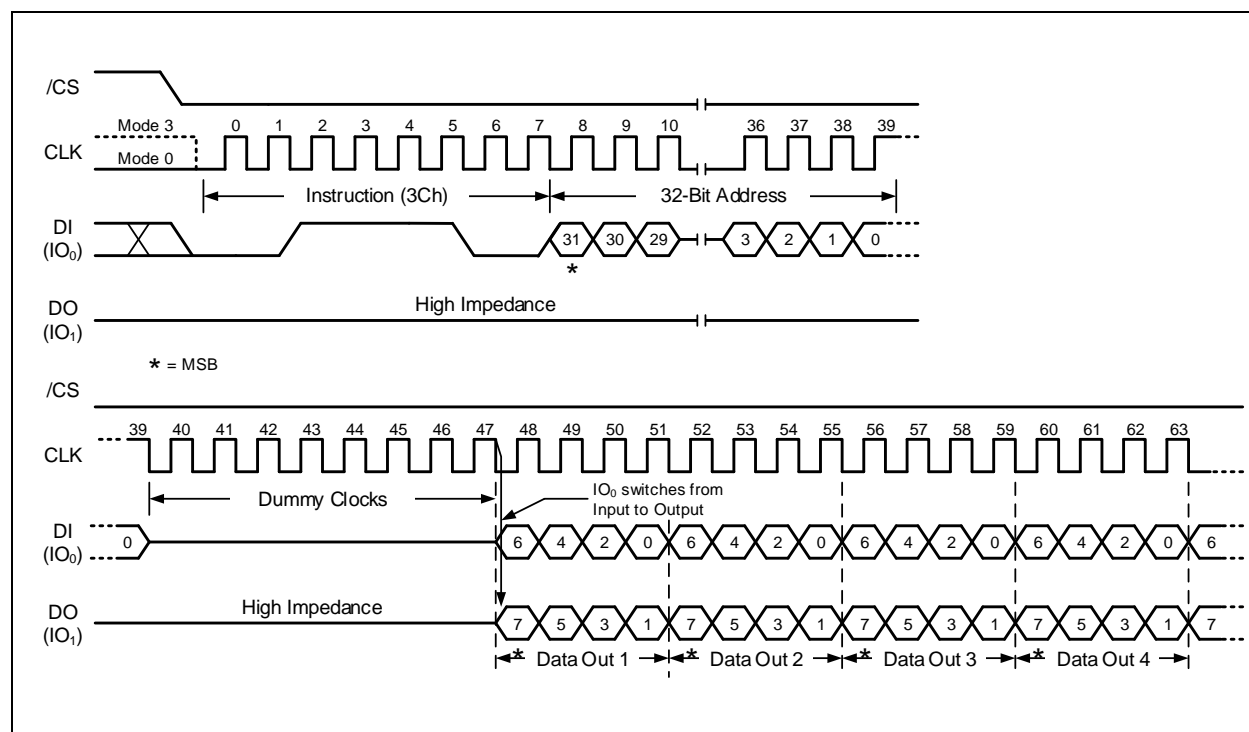 /CS
Mode 3 0 1 2 3 4 5 6 7 8 9 10 36 37 38 39
CLK
Mode 0
Instruction (3Ch) 32-Bit Address
DI
(IO₀)
31 30 29 3 2 1 0
*
High Impedance
DO
(IO₁)
* = MSB
/CS
39 40 41 42 43 44 45 46 47 48 49 50 51 52 53 54 55 56 57 58 59 60 61 62 63
CLK
Dummy Clocks
IO₀ switches from
Input to Output
DI
(IO₀)
0 6 4 2 0 6 4 2 0 6 4 2 0 6 4 2 0 6
High Impedance
DO
(IO₁)
7 5 3 1 7 5 3 1 7 5 3 1 7 5 3 1 7
* Data Out 1 * Data Out 2 * Data Out 3 * Data Out 4